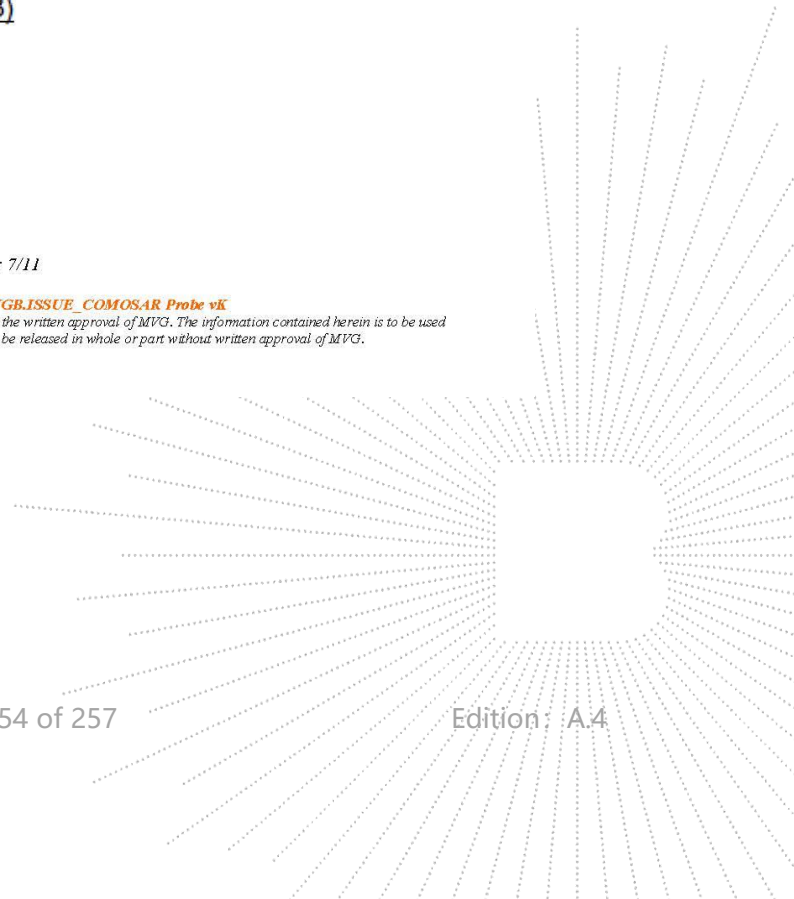 : 7/11
GB.ISSUE_COMOSAR Probe vK
the written approval of MVG. The information contained herein is to be used
be released in whole or part without written approval of MVG.
54 of 257
Edition: A.4